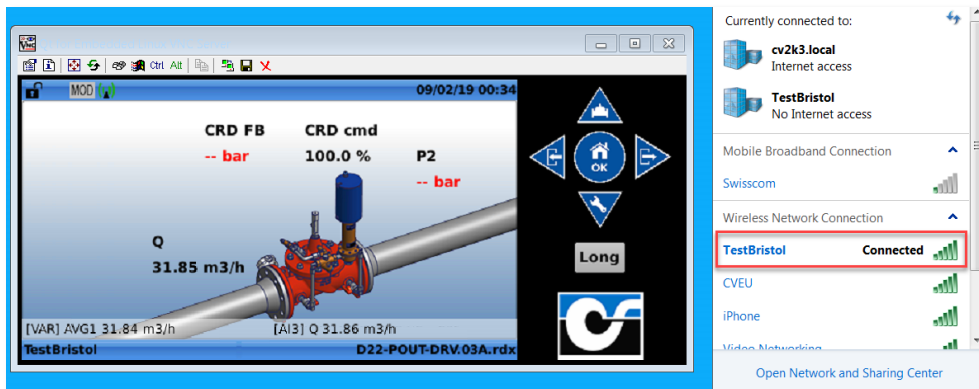 Ctrl Alt
MOD
09/02/19 00:34
CRD FB
CRD cmd
-- bar
100.0 %
P2
-- bar
Q
31.85 m3/h
[VAR] AVG1 31.84 m3/h
[AI3] Q 31.86 m3/h
TestBristol
D22-POUT-DRV.03A.rdx
OK
Long
Currently connected to:
cv2k3.local
Internet access
TestBristol
No Internet access
Mobile Broadband Connection
Swisscom
Wireless Network Connection
TestBristol Connected
CVEU
iPhone
Video Networking
Open Network and Sharing Center